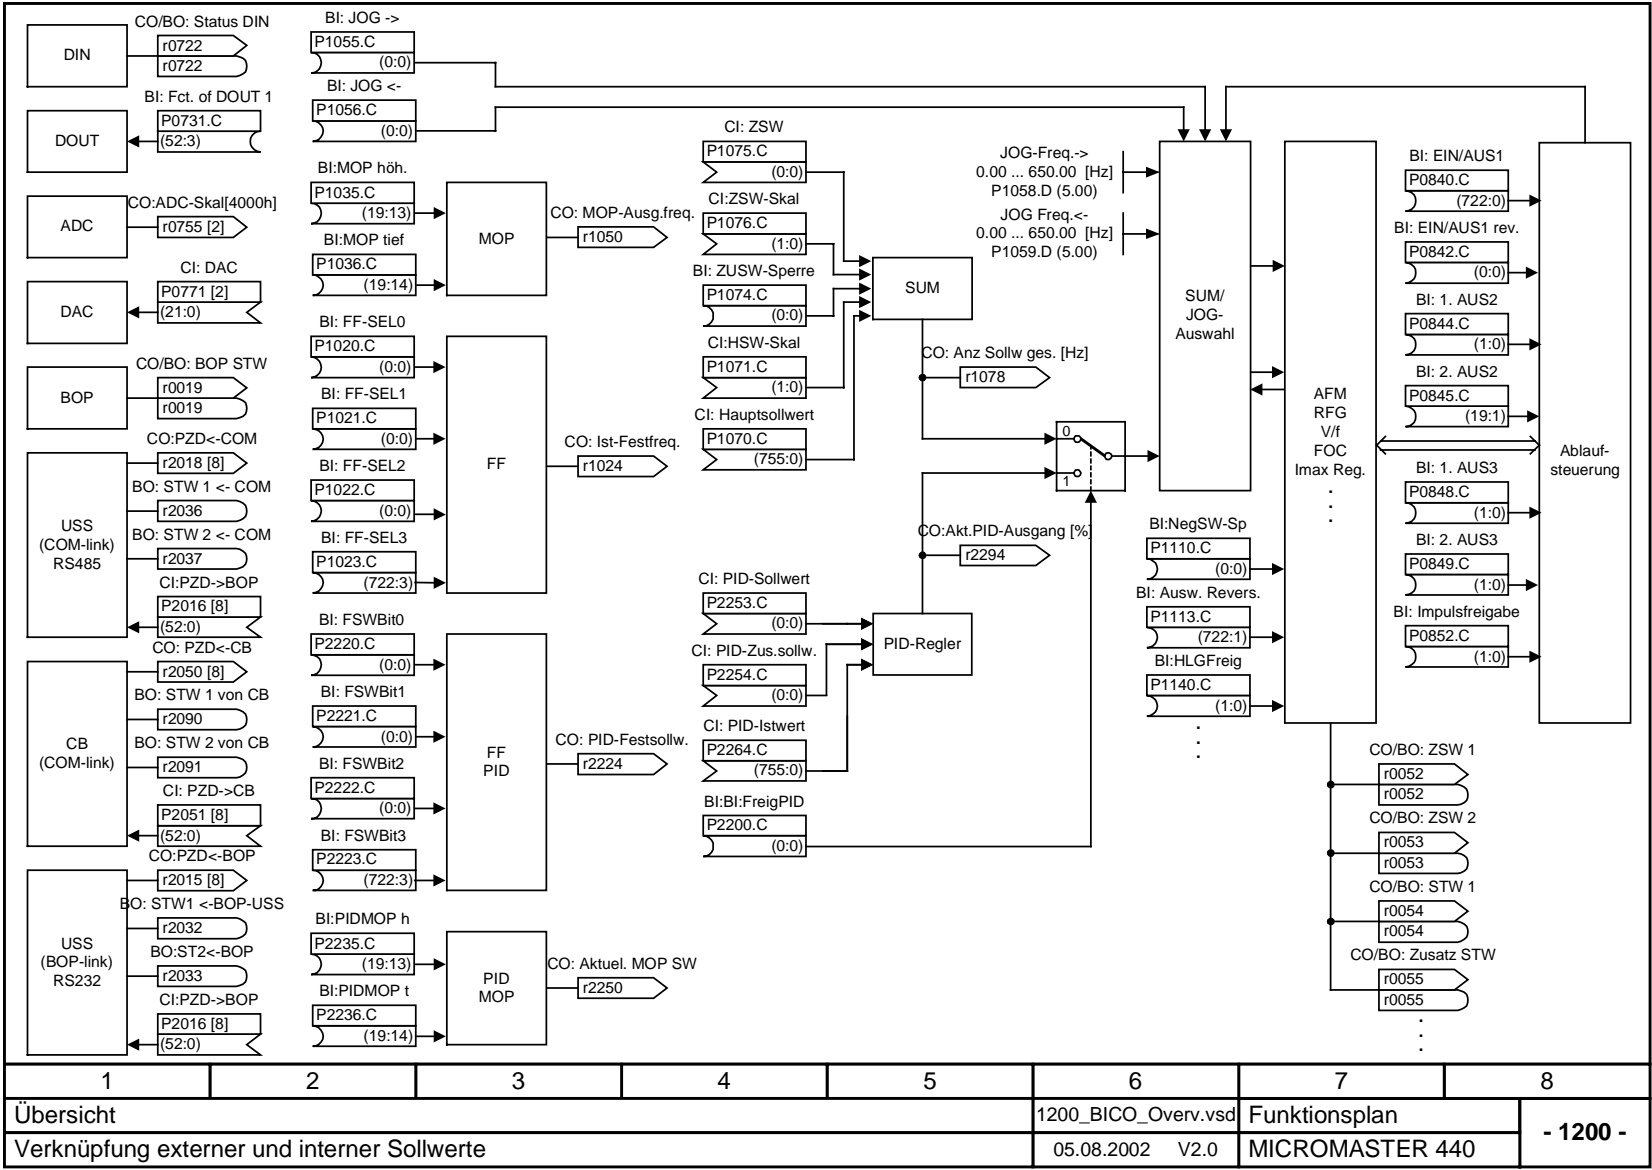 DIN
CO/BO: Status DIN
r0722
r0722
DOUT
BI: Fct. of DOUT 1
P0731.C
(52:3)
ADC
CO:ADC-Skal[4000h]
r0755 [2]
DAC
CI: DAC
P0771 [2]
(21:0)
BOP
CO/BO: BOP STW
r0019
r0019
USS
(COM-link)
RS485
CO:PZD<-COM
r2018 [8]
BO: STW 1 <- COM
r2036
BO: STW 2 <- COM
r2037
CI:PZD->BOP
P2016 [8]
(52:0)
CB
(COM-link)
CO: PZD<-CB
r2050 [8]
BO: STW 1 von CB
r2090
BO: STW 2 von CB
r2091
CI: PZD->CB
P2051 [8]
(52:0)
USS
(BOP-link)
RS232
CO:PZD<-BOP
r2015 [8]
BO: STW1 <-BOP-USS
r2032
BO:ST2<-BOP
r2033
CI:PZD->BOP
P2016 [8]
(52:0)
BI: JOG ->
P1055.C
(0:0)
BI: JOG <-
P1056.C
(0:0)
BI:MOP höh.
P1035.C
(19:13)
BI:MOP tief
P1036.C
(19:14)
MOP
CO: MOP-Ausg.freq.
r1050
BI: FF-SEL0
P1020.C
(0:0)
BI: FF-SEL1
P1021.C
(0:0)
BI: FF-SEL2
P1022.C
(0:0)
BI: FF-SEL3
P1023.C
(722:3)
FF
CO: Ist-Festfreq.
r1024
BI: FSWBit0
P2220.C
(0:0)
BI: FSWBit1
P2221.C
(0:0)
BI: FSWBit2
P2222.C
(0:0)
BI: FSWBit3
P2223.C
(722:3)
FF
PID
CO: PID-Festsollw.
r2224
BI:PIDMOP h
P2235.C
(19:13)
BI:PIDMOP t
P2236.C
(19:14)
PID
MOP
CO: Aktuel. MOP SW
r2250
CI: ZSW
P1075.C
(0:0)
CI:ZSW-Skal
P1076.C
(1:0)
BI: ZUSW-Sperre
P1074.C
(0:0)
CI:HSW-Skal
P1071.C
(1:0)
CI: Hauptsollwert
P1070.C
(755:0)
SUM
CO: Anz Sollw ges. [Hz]
r1078
0
1
CO:Akt.PID-Ausgang [%]
r2294
CI: PID-Sollwert
P2253.C
(0:0)
CI: PID-Zus.sollw.
P2254.C
(0:0)
CI: PID-Istwert
P2264.C
(755:0)
PID-Regler
BI:BI:FreigPID
P2200.C
(0:0)
JOG-Freq.->
0.00 ... 650.00 [Hz]
P1058.D (5.00)
JOG Freq.<-
0.00 ... 650.00 [Hz]
P1059.D (5.00)
SUM/
JOG-
Auswahl
BI:NegSW-Sp
P1110.C
(0:0)
BI: Ausw. Revers.
P1113.C
(722:1)
BI:HLGFreig
P1140.C
(1:0)
.
.
.
AFM
RFG
V/f
FOC
Imax Reg.
.
.
.
BI: EIN/AUS1
P0840.C
(722:0)
BI: EIN/AUS1 rev.
P0842.C
(0:0)
BI: 1. AUS2
P0844.C
(1:0)
BI: 2. AUS2
P0845.C
(19:1)
BI: 1. AUS3
P0848.C
(1:0)
BI: 2. AUS3
P0849.C
(1:0)
BI: Impulsfreigabe
P0852.C
(1:0)
Ablauf-
steuerung
CO/BO: ZSW 1
r0052
r0052
CO/BO: ZSW 2
r0053
r0053
CO/BO: STW 1
r0054
r0054
CO/BO: Zusatz STW
r0055
r0055
.
.
.
1 2 3 4 5 6 7 8
Übersicht
1200_BICO_Overv.vsd
Funktionsplan
- 1200 -
Verknüpfung externer und interner Sollwerte
05.08.2002 V2.0
MICROMASTER 440